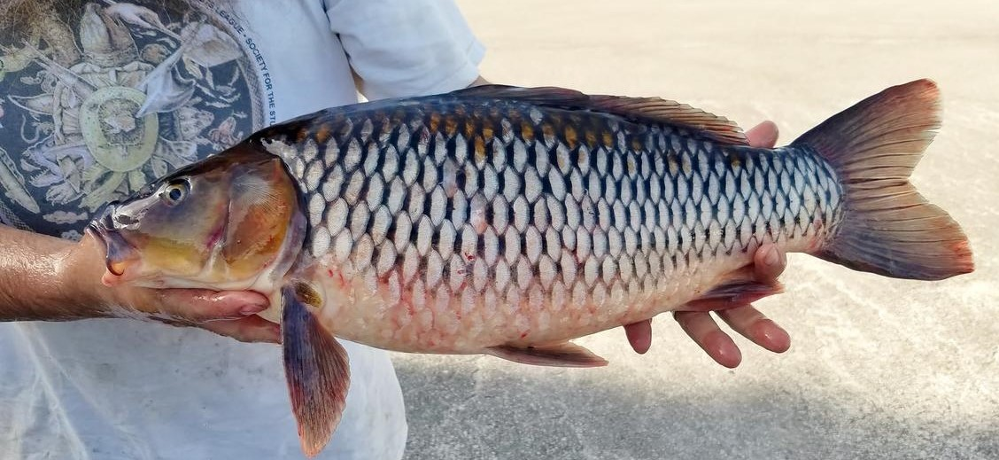 LEAGUE • SOCIETY FOR THE